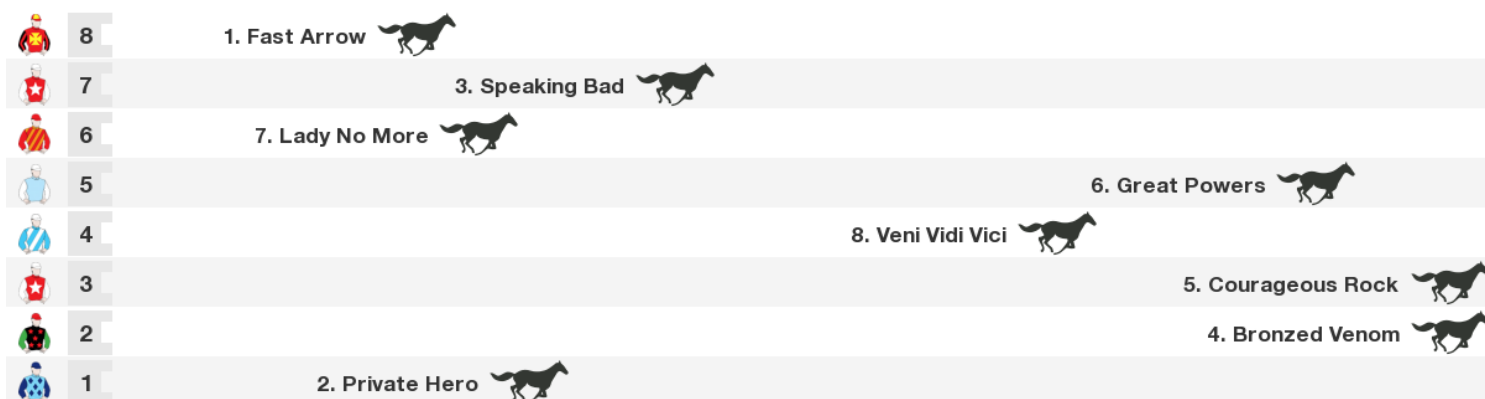 8 1. Fast Arrow
7 3. Speaking Bad
6 7. Lady No More
5 6. Great Powers
4 8. Veni Vidi Vici
3 5. Courageous Rock
2 4. Bronzed Venom
1 2. Private Hero